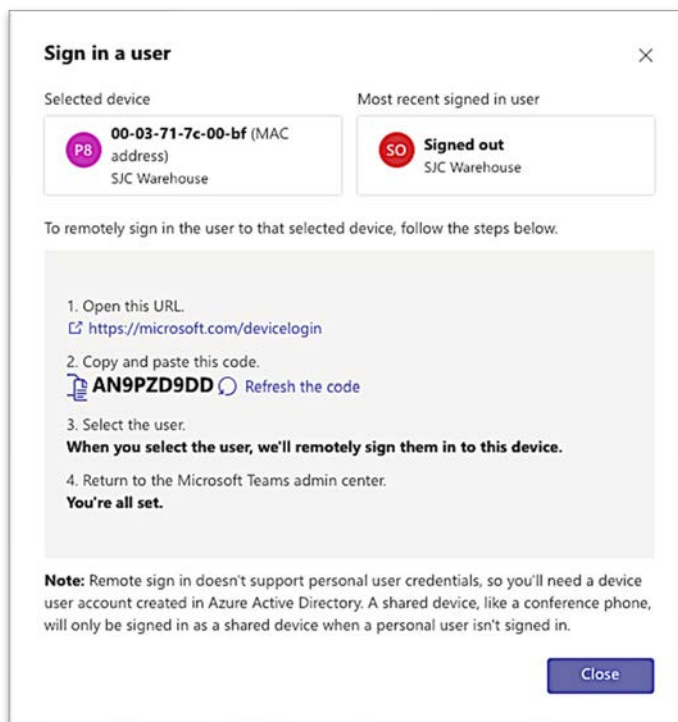 Sign in a user
Selected device
Most recent signed in user
P8
00-03-71-7c-00-bf (MAC
address)
SJC Warehouse
SO
Signed out
SJC Warehouse
To remotely sign in the user to that selected device, follow the steps below.
1. Open this URL.
https://microsoft.com/devicelogin
2. Copy and paste this code.
AN9PZD9DD Refresh the code
3. Select the user.
When you select the user, we'll remotely sign them in to this device.
4. Return to the Microsoft Teams admin center.
You're all set.
Note: Remote sign in doesn't support personal user credentials, so you'll need a device
user account created in Azure Active Directory. A shared device, like a conference phone,
will only be signed in as a shared device when a personal user isn't signed in.
Close